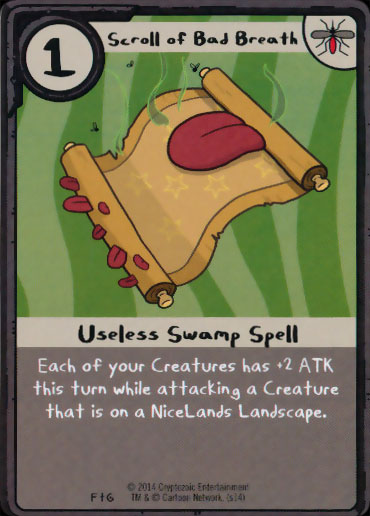 1
Scroll of Bad Breath
Useless Swamp Spell
Each of your Creatures has +2 ATK
this turn while attacking a Creature
that is on a NiceLands Landscape.
© 2014 Cryptozoic Entertainment
FtG TM & © Cartoon Network. (s14)